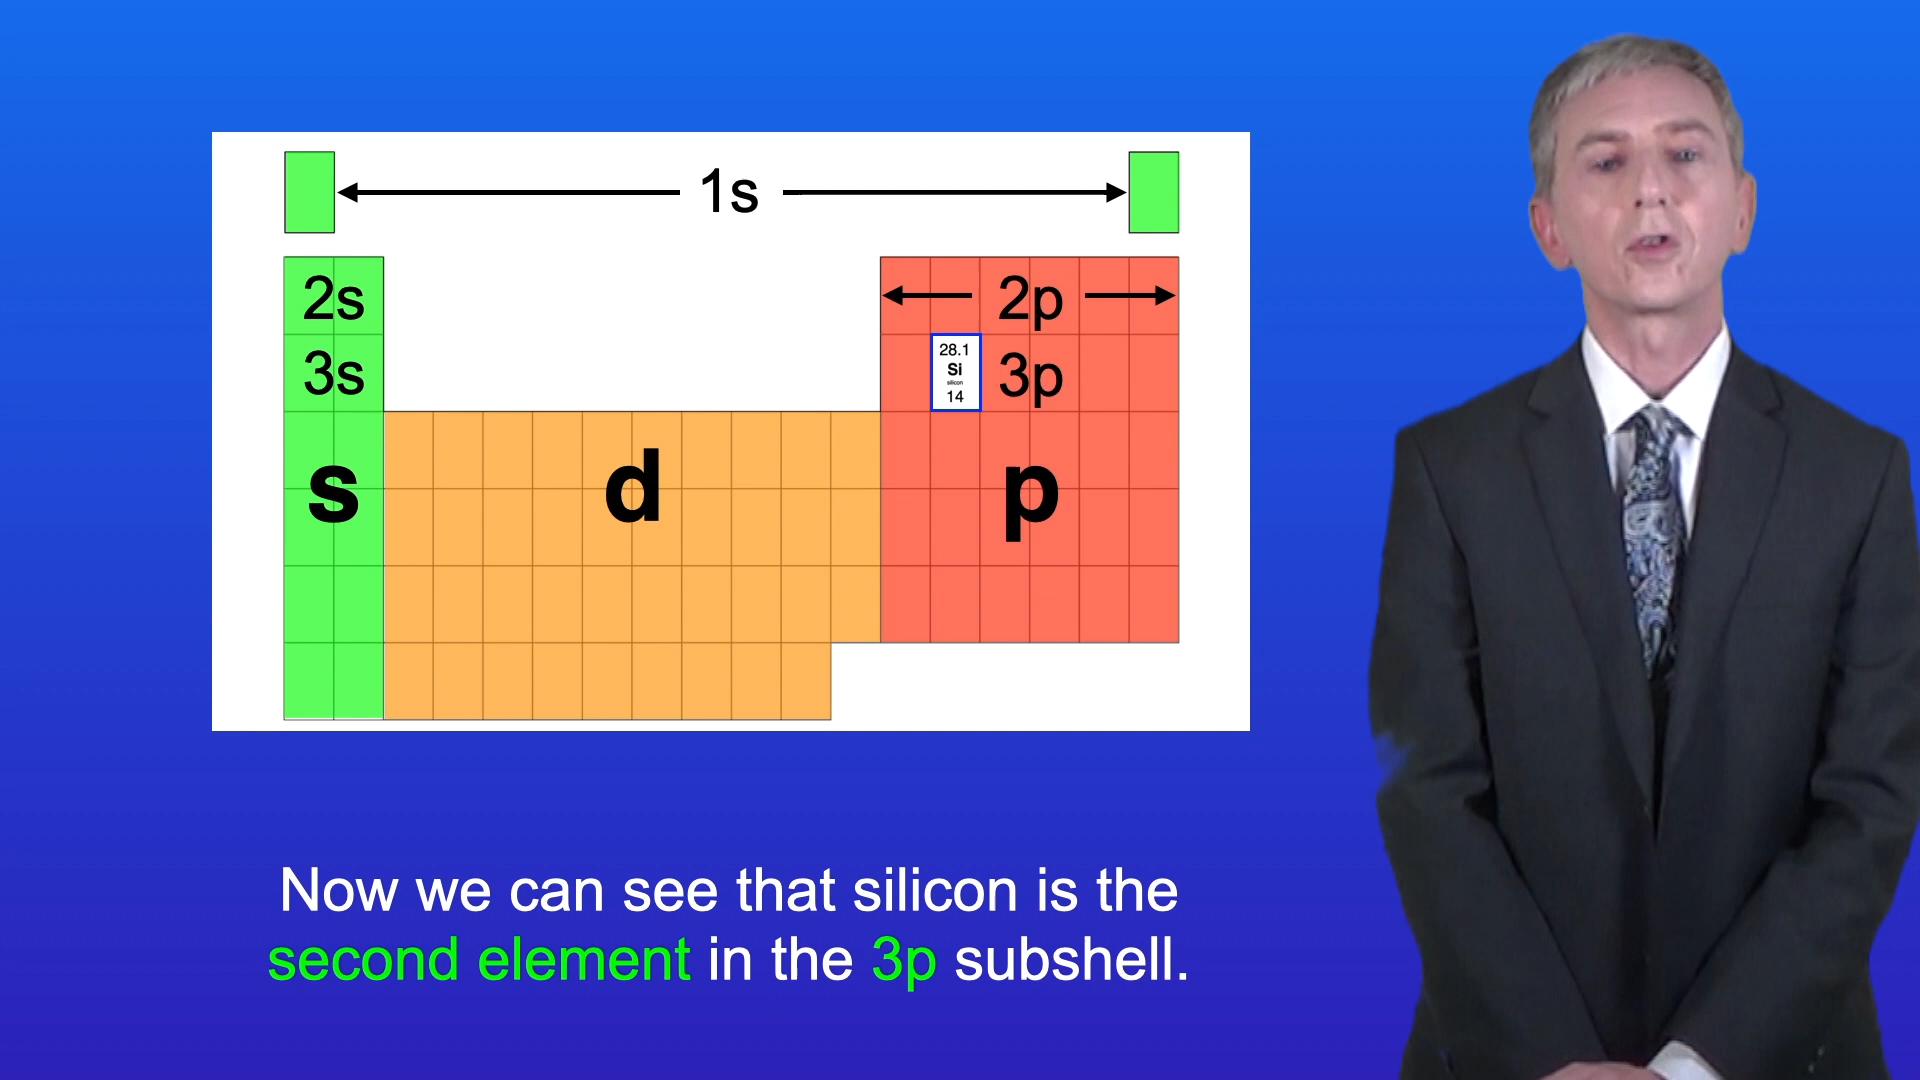 1s
2s
2p
3s
28.1
Si
silicon
14
3p
s
d
p
Now we can see that silicon is the
second element in the 3p subshell.